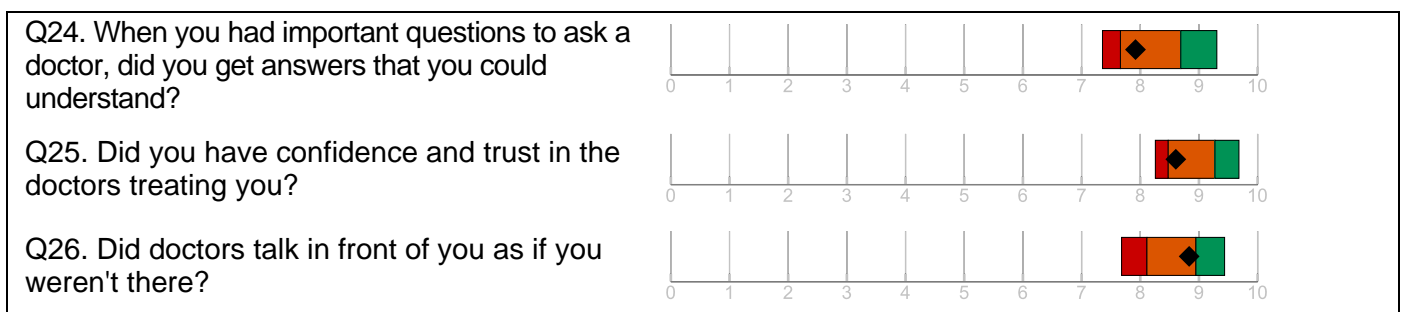 Q24. When you had important questions to ask a
doctor, did you get answers that you could
understand?
0 1 2 3 4 5 6 7 8 9 10
Q25. Did you have confidence and trust in the
doctors treating you?
0 1 2 3 4 5 6 7 8 9 10
Q26. Did doctors talk in front of you as if you
weren't there?
0 1 2 3 4 5 6 7 8 9 10